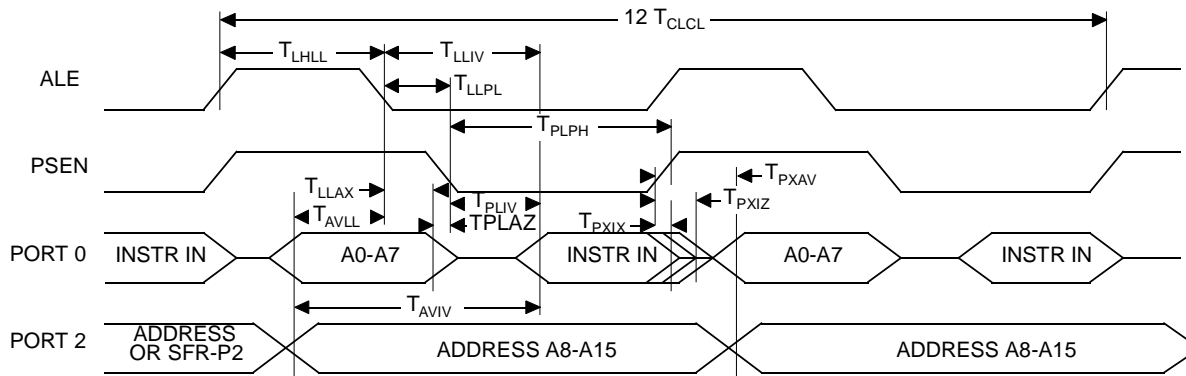 12 TCLCL
TLHLL TLLIV
ALE TLLPL
TPLPH
PSEN
TLLAX TPXAV
TPLIV TPXIZ
TAVLL TPLAZ TPXIX
PORT 0 INSTR IN A0-A7 INSTR IN A0-A7 INSTR IN
TAVIV
PORT 2 ADDRESS OR SFR-P2 ADDRESS A8-A15 ADDRESS A8-A15